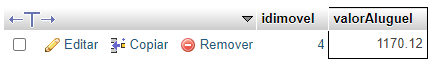 ←T→ idimovel valorAluguel
Editar Copiar Remover 4 1170.12